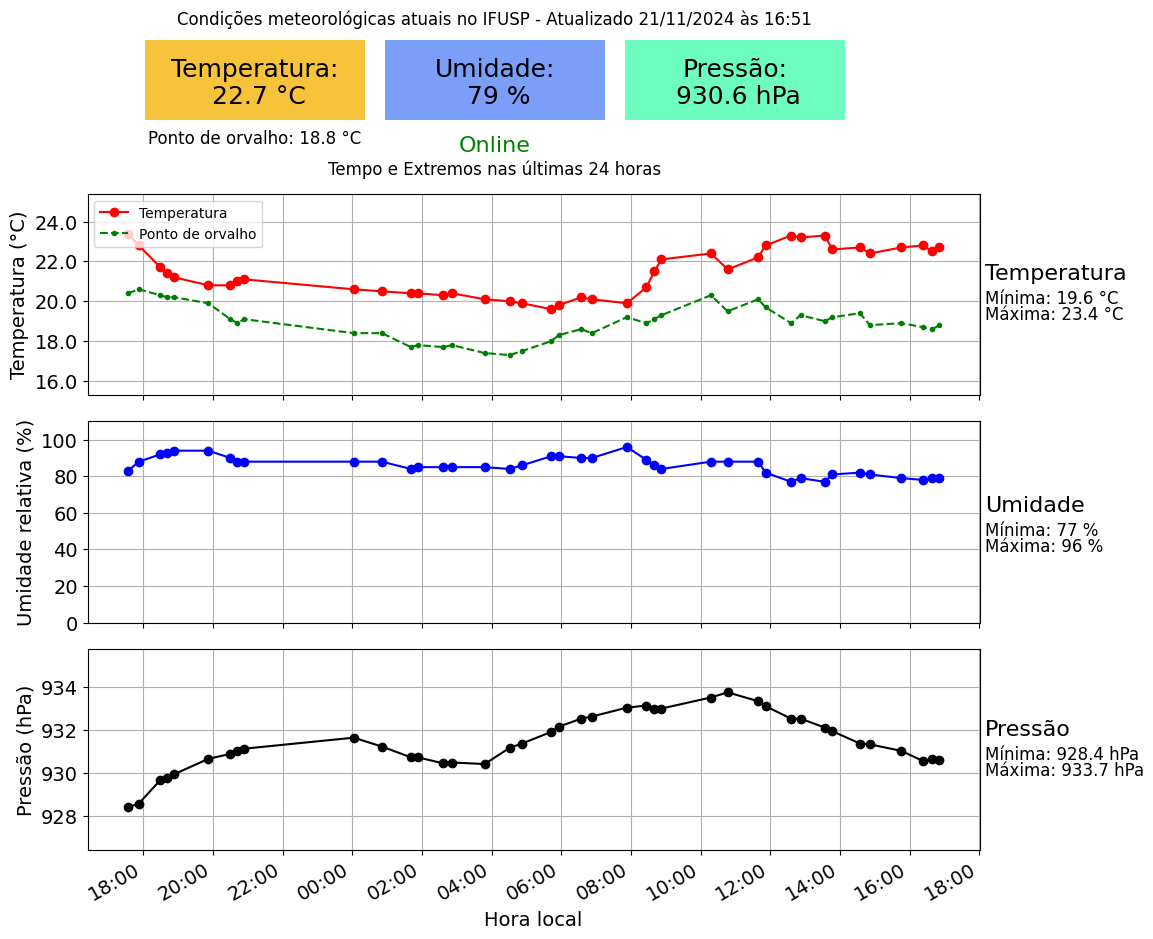 Condições meteorológicas atuais no IFUSP - Atualizado 21/11/2024 às 16:51
Temperatura:
22.7 °C
Umidade:
79 %
Pressão:
930.6 hPa
Ponto de orvalho: 18.8 °C
Online
Tempo e Extremos nas últimas 24 horas
Temperatura (°C)
24.0
22.0
20.0
18.0
16.0
Temperatura
Ponto de orvalho
Temperatura
Mínima: 19.6 °C
Máxima: 23.4 °C
Umidade relativa (%)
100
80
60
40
20
0
Umidade
Mínima: 77 %
Máxima: 96 %
Pressão (hPa)
934
932
930
928
Pressão
Mínima: 928.4 hPa
Máxima: 933.7 hPa
18:00 20:00 22:00 00:00 02:00 04:00 06:00 08:00 10:00 12:00 14:00 16:00 18:00
Hora local